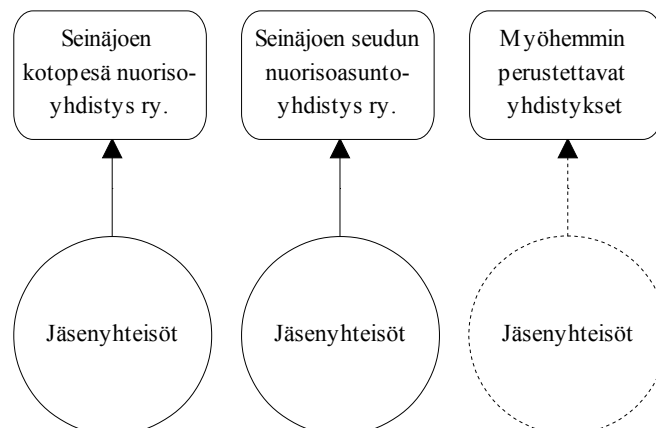 Seinäjoen
kotopesä nuoriso-
yhdistys ry.
Seinäjoen seudun
nuorisoasunto-
yhdistys ry.
Myöhemmin
perustettavat
yhdistykset
Jäsenyhteisöt
Jäsenyhteisöt
Jäsenyhteisöt